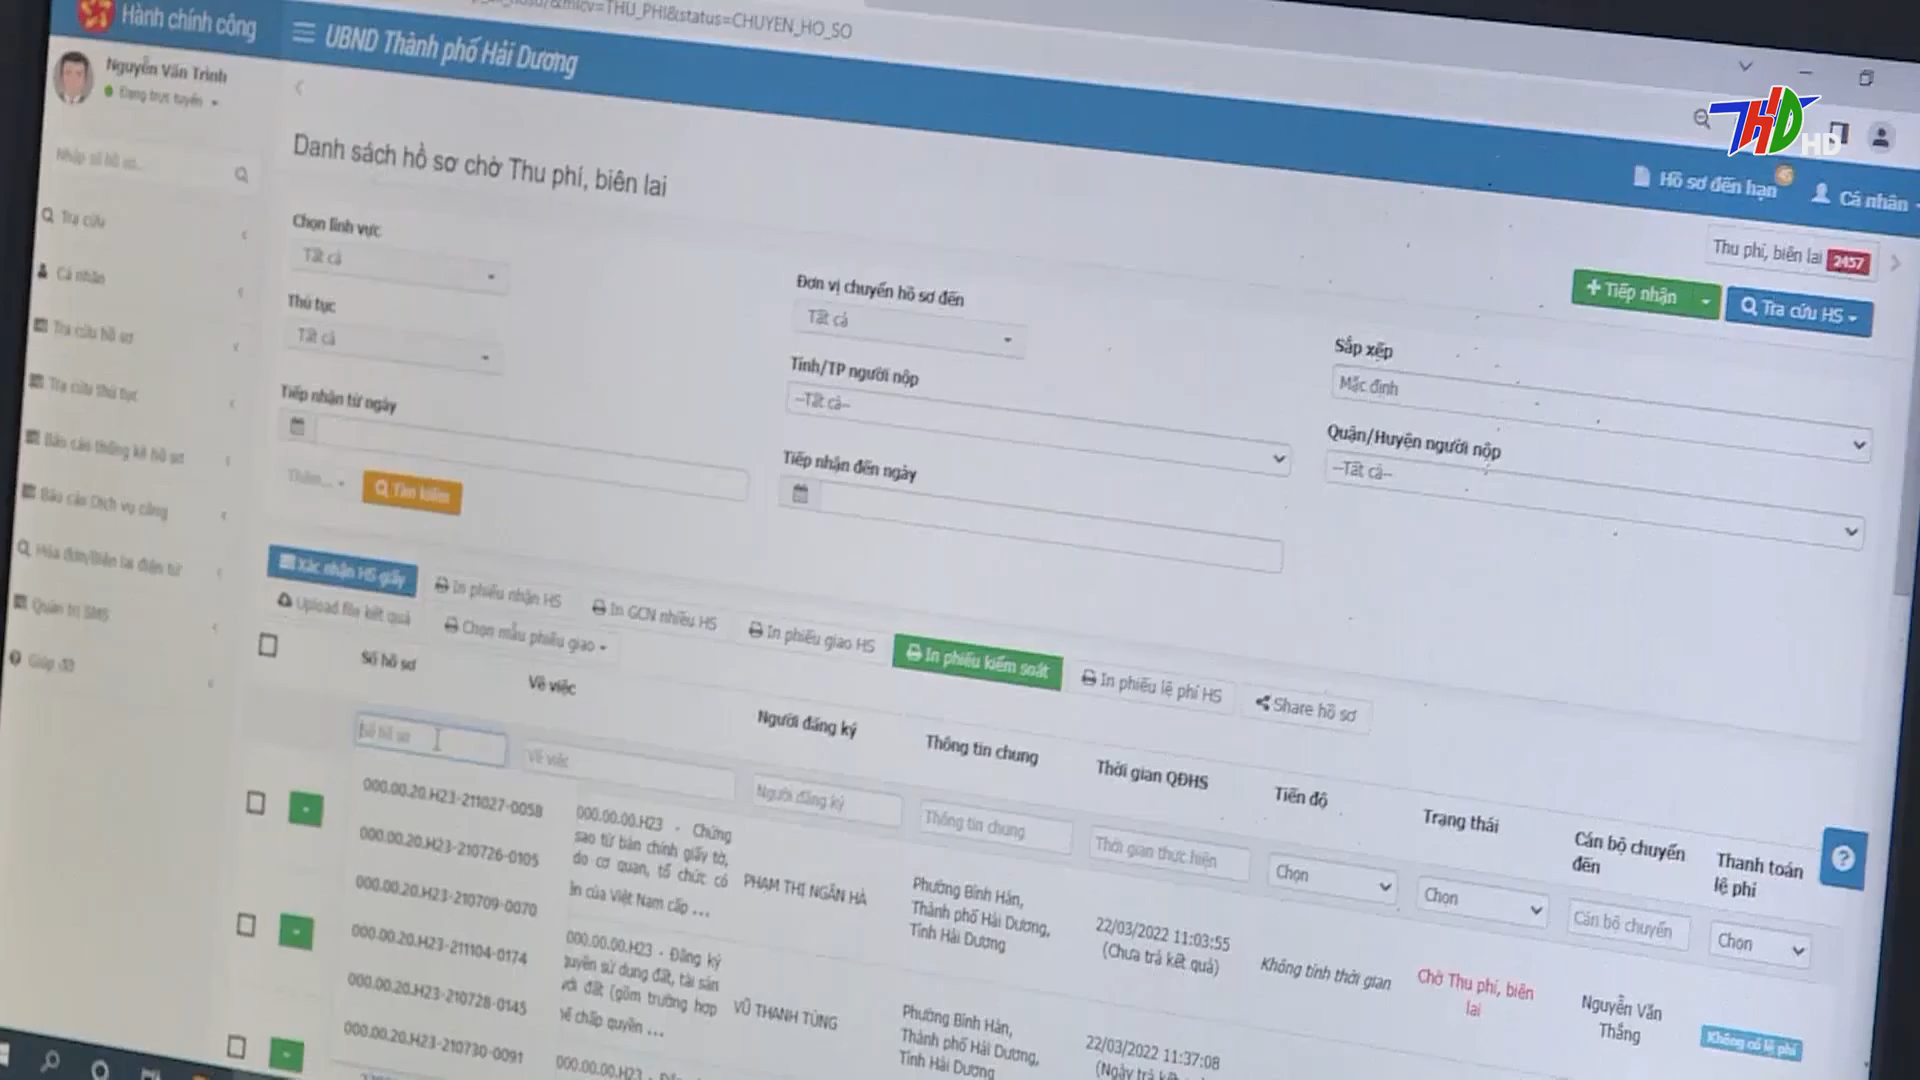 =THU_PHI&status=CHUYEN_HO_SO
Hành chính công
UBND Thành phố Hải Dương
THD HD
Nguyễn Văn Trình
Đang trực tuyến
Hồ sơ đến hạn 45
Cá nhân
Nhập số hồ sơ...
Danh sách hồ sơ chờ Thu phí, biên lai
Thu phí, biên lai 2457
Tiếp nhận
Tra cứu HS
Tra cứu
Cá nhân
Tra cứu hồ sơ
Tra cứu thủ tục
Báo cáo thống kê hồ sơ
Báo cáo Dịch vụ công
Hóa đơn/Biên lai điện tử
Quản trị SMS
Giúp đỡ
Chọn lĩnh vực
Tất cả
Thủ tục
Tất cả
Tiếp nhận từ ngày
Đơn vị chuyển hồ sơ đến
Tất cả
Tỉnh/TP người nộp
--Tất cả--
Tiếp nhận đến ngày
Sắp xếp
Mặc định
Quận/Huyện người nộp
--Tất cả--
Thêm...
Tìm kiếm
Xác nhận HS giấy
In phiếu nhận HS
In GCN nhiều HS
In phiếu giao HS
In phiếu kiểm soát
In phiếu lệ phí HS
Share hồ sơ
Upload file kết quả
Chọn mẫu phiếu giao
Số hồ sơ
Về việc
Người đăng ký
Thông tin chung
Thời gian QĐHS
Tiến độ
Trạng thái
Cán bộ chuyển
đến
Thanh toán
lệ phí
Số hồ sơ
Về việc
Người đăng ký
Thông tin chung
Thời gian thực hiện
Chọn
Chọn
Cán bộ chuyển
Chọn
000.00.20.H23-211027-0058
000.00.20.H23-210726-0105
000.00.20.H23-210709-0070
000.00.20.H23-211104-0174
000.00.20.H23-210728-0145
000.00.20.H23-210730-0091
000.00.00.H23 - Chứng
sao từ bản chính giấy tờ,
do cơ quan, tổ chức có
ền của Việt Nam cấp ...
PHẠM THỊ NGÂN HÀ
Phường Bình Hàn,
Thành phố Hải Dương,
Tỉnh Hải Dương
22/03/2022 11:03:55
(Chưa trả kết quả)
Không tính thời gian
Chờ Thu phí, biên
lai
Nguyễn Văn
Thắng
Không có lệ phí
000.00.00.H23 - Đăng ký
quyền sử dụng đất, tài sản
với đất (gồm trường hợp
hế chấp quyền ...
VŨ THANH TÙNG
Phường Bình Hàn,
Thành phố Hải Dương,
Tỉnh Hải Dương
22/03/2022 11:37:08
(Ngày trả kết
000.00.00.H23